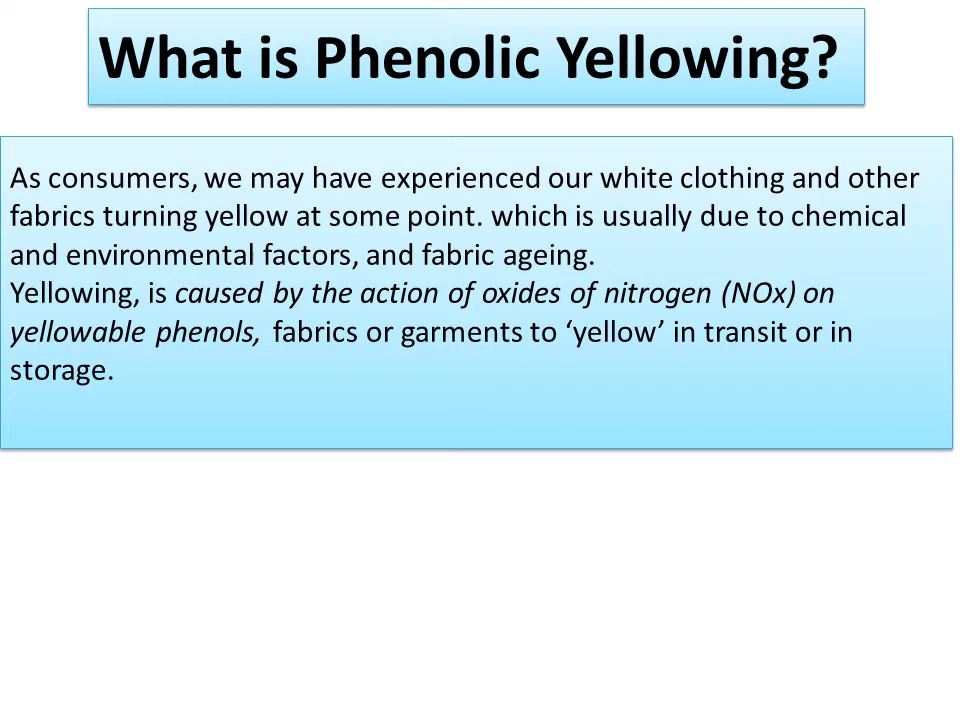 What is Phenolic Yellowing?
As consumers, we may have experienced our white clothing and other
fabrics turning yellow at some point. which is usually due to chemical
and environmental factors, and fabric ageing.
Yellowing, is caused by the action of oxides of nitrogen (NOx) on
yellowable phenols, fabrics or garments to ‘yellow’ in transit or in
storage.